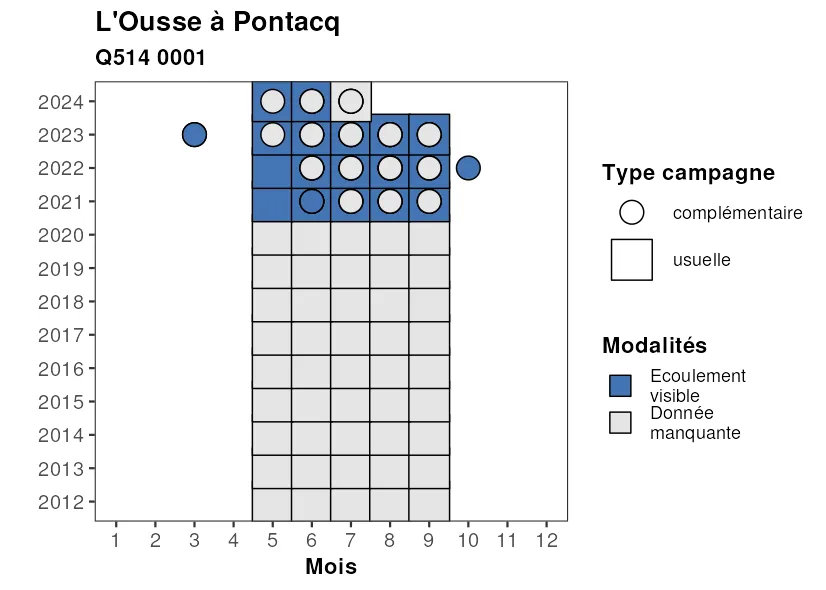 L'Ousse à Pontacq
Q514 0001
2024
2023
2022
2021
2020
2019
2018
2017
2016
2015
2014
2013
2012
1 2 3 4 5 6 7 8 9 10 11 12
Mois
Type campagne
complémentaire
usuelle
Modalités
Ecoulement
visible
Donnée
manquante